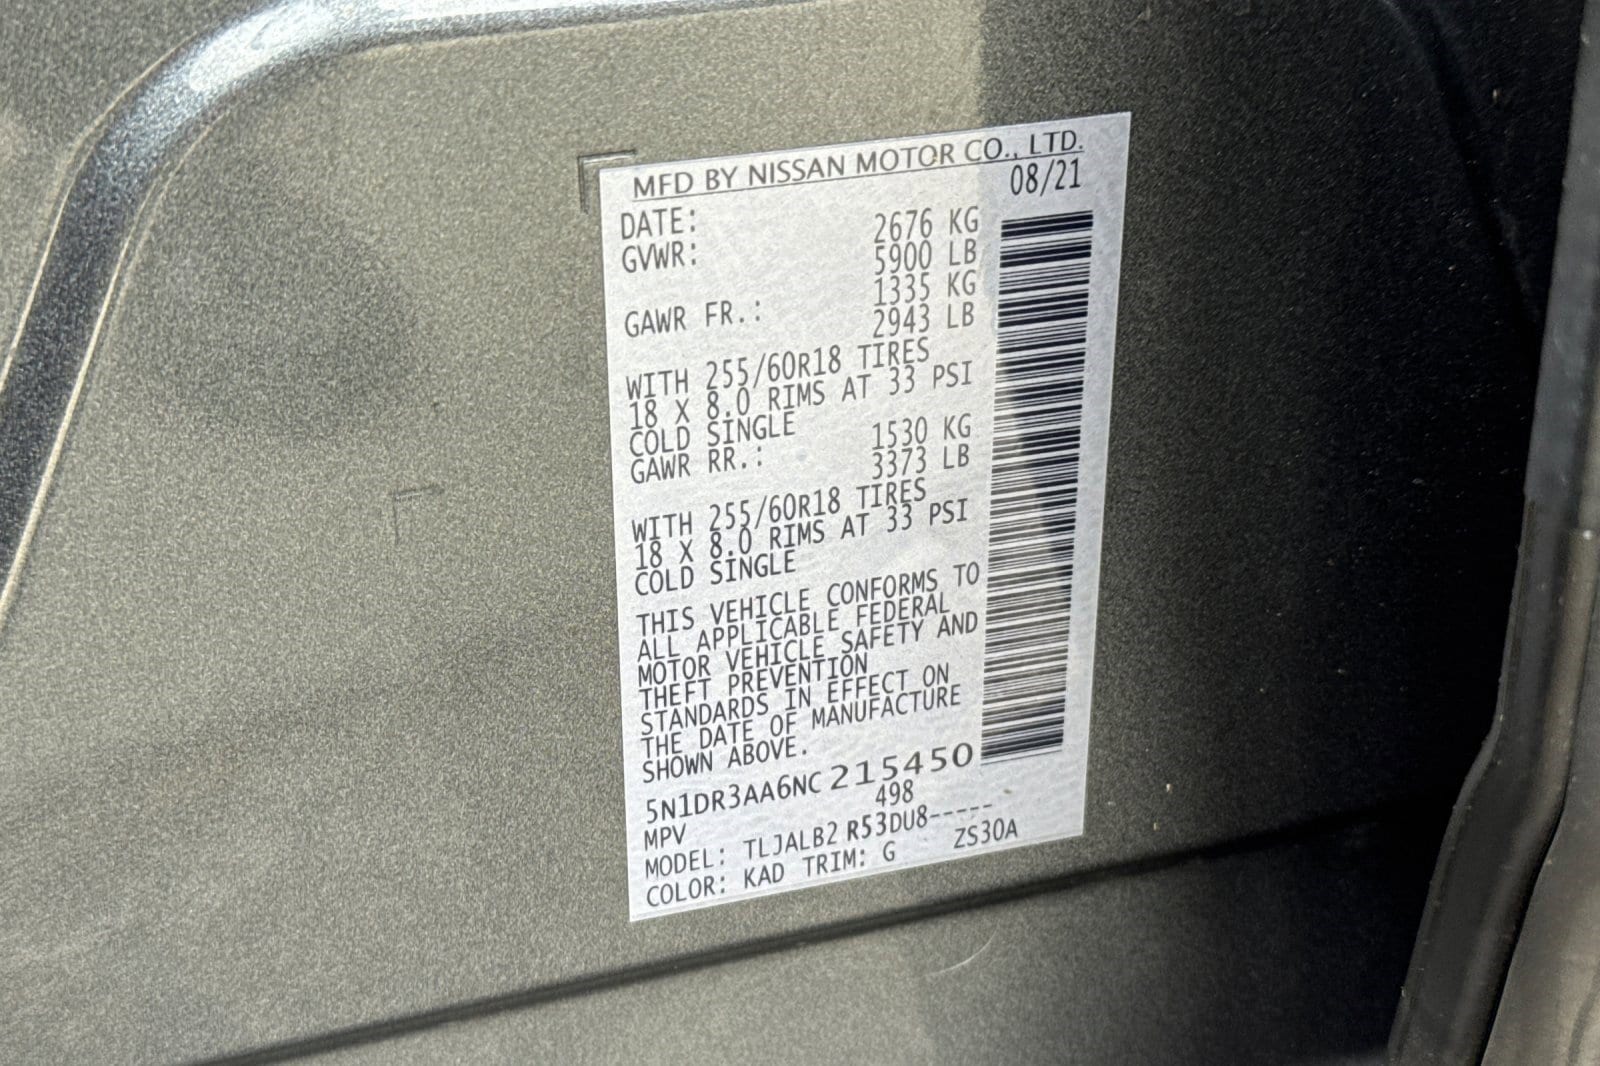 MFD BY NISSAN MOTOR CO., LTD.
DATE: 08/21
GVWR: 2676 KG
5900 LB
GAWR FR.: 1335 KG
2943 LB
WITH 255/60R18 TIRES
18 X 8.0 RIMS AT 33 PSI
COLD SINGLE
GAWR RR.: 1530 KG
3373 LB
WITH 255/60R18 TIRES
18 X 8.0 RIMS AT 33 PSI
COLD SINGLE
THIS VEHICLE CONFORMS TO
ALL APPLICABLE FEDERAL
MOTOR VEHICLE SAFETY AND
THEFT PREVENTION
STANDARDS IN EFFECT ON
THE DATE OF MANUFACTURE
SHOWN ABOVE.
5N1DR3AA6NC215450
MPV 498
MODEL: TLJALB2 R53DU8-----
COLOR: KAD TRIM: G ZS30A